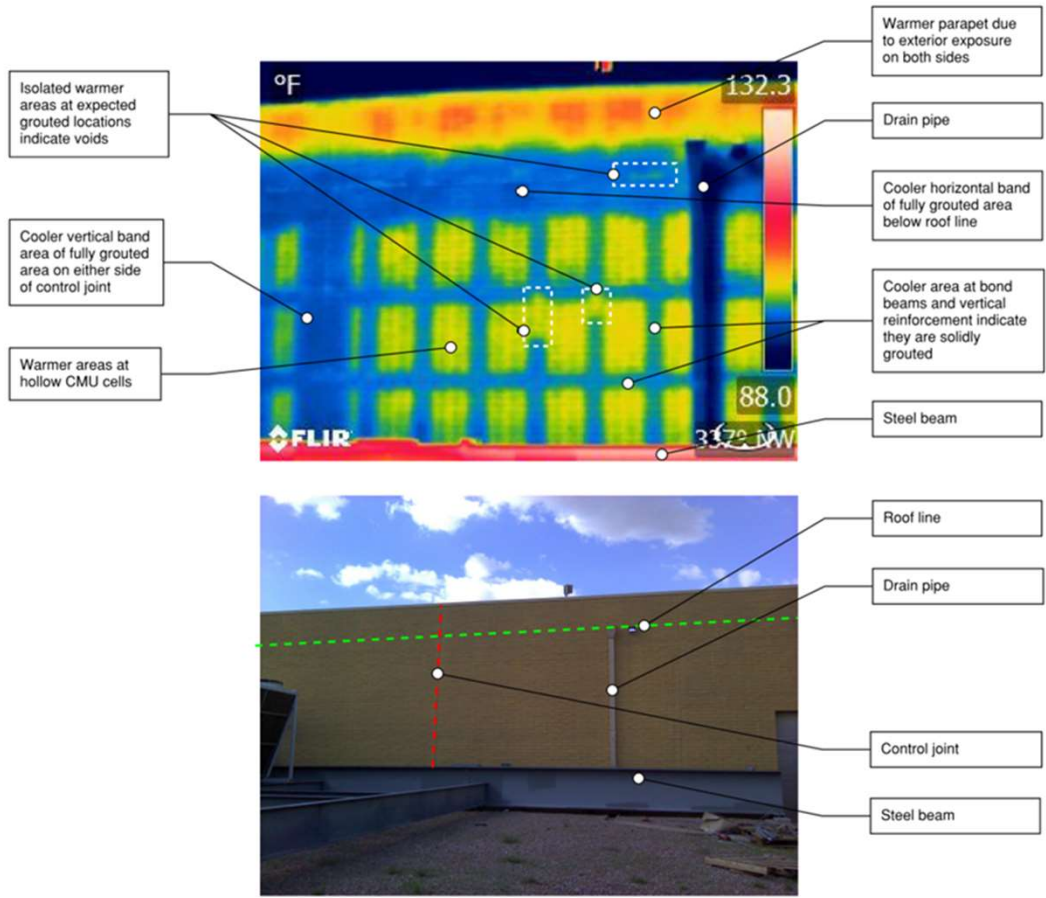 Warmer parapet due
to exterior exposure
on both sides
Isolated warmer
areas at expected
grouted locations
indicate voids
°F
132.3
Drain pipe
Cooler horizontal band
of fully grouted area
below roof line
Cooler vertical band
area of fully grouted
area on either side
of control joint
Cooler area at bond
beams and vertical
reinforcement indicate
they are solidly
grouted
Warmer areas at
hollow CMU cells
88.0
Steel beam
FLIR
NW
Roof line
Drain pipe
Control joint
Steel beam